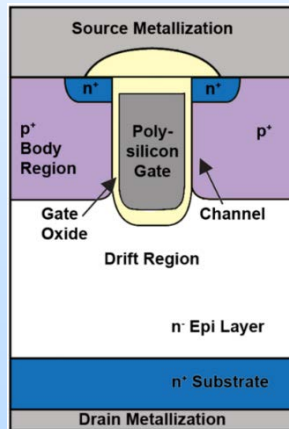 Source Metallization
n⁺
n⁺
p⁺
Body
Region
Poly-
silicon
Gate
p⁺
Gate
Oxide
Channel
Drift Region
n⁻ Epi Layer
n⁺ Substrate
Drain Metallization